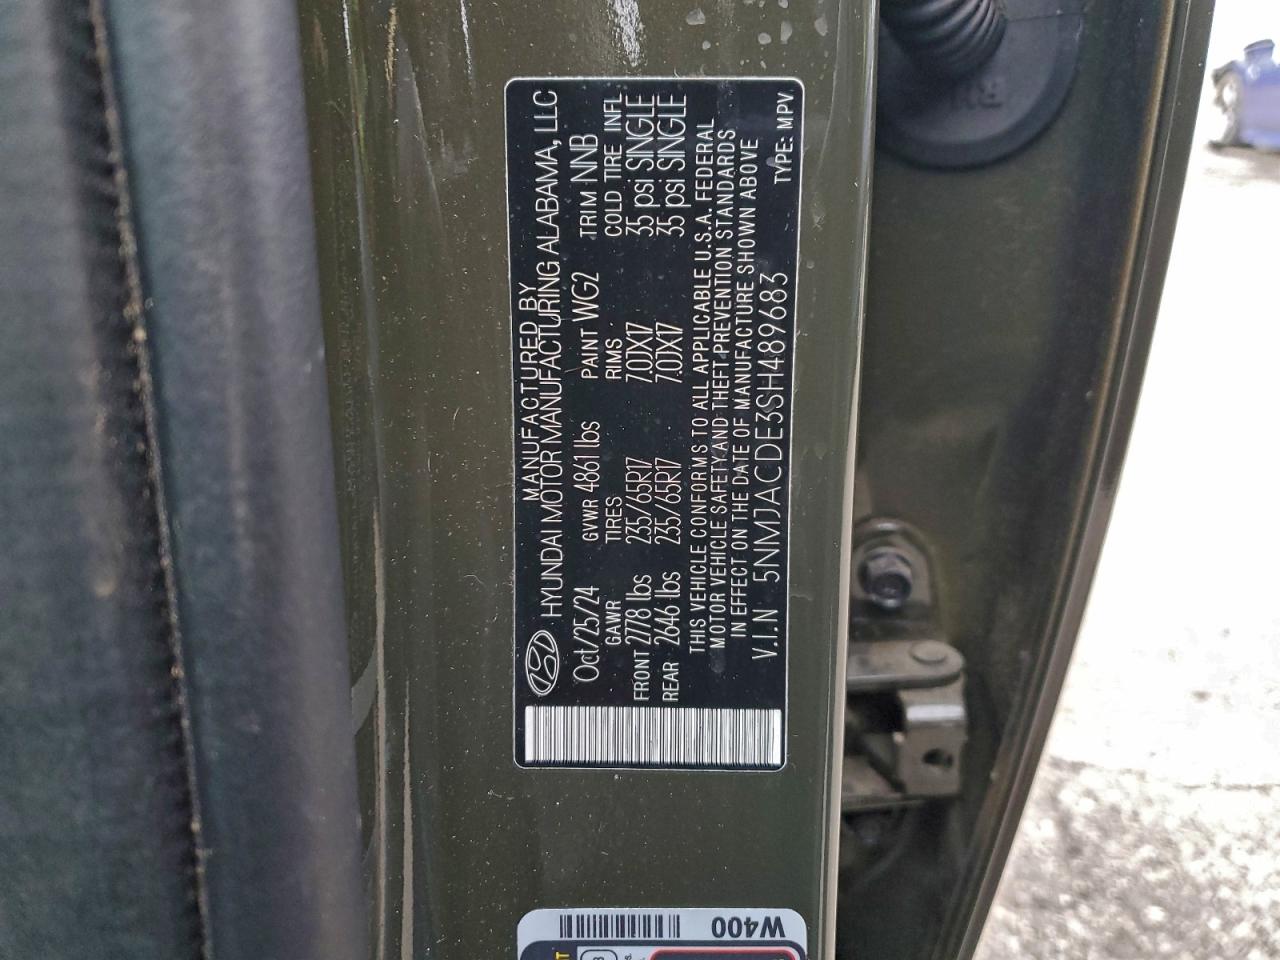 MANUFACTURED BY
HYUNDAI MOTOR MANUFACTURING ALABAMA, LLC
Oct/25/24 GVWR 4861 lbs PAINT WG2 TRIM NNB
GAWR TIRES RIMS COLD TIRE INFL
FRONT 2778 lbs 235/65R17 7.0JX17 35 psi SINGLE
REAR 2646 lbs 235/65R17 7.0JX17 35 psi SINGLE
THIS VEHICLE CONFORMS TO ALL APPLICABLE U.S.A. FEDERAL
MOTOR VEHICLE SAFETY AND THEFT PREVENTION STANDARDS
IN EFFECT ON THE DATE OF MANUFACTURE SHOWN ABOVE
V.I.N 5NMJACDE3SH489683 TYPE: MPV
W400